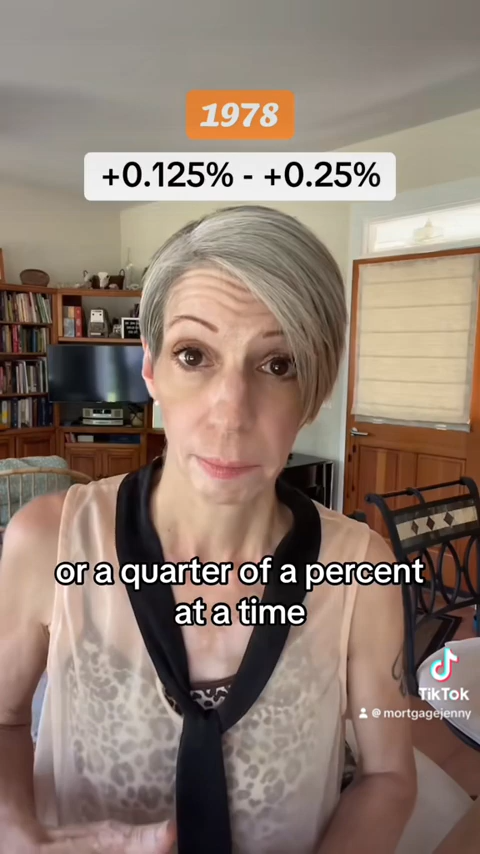 1978
+0.125% - +0.25%
or a quarter of a percent
at a time
TikTok
@mortgagejenny